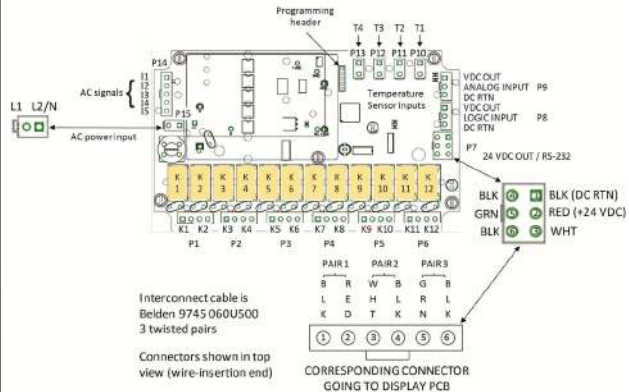 Programming
header
T4 T3 T2 T1
P13 P12 P11 P10
P14
I1
I2
I3
I4
I5
AC signals
L1 L2/N
P15
AC power input
Temperature
Sensor Inputs
VDC OUT
ANALOG INPUT P9
DC RTN
VDC OUT
LOGIC INPUT P8
DC RTN
P7
24 VDC OUT / RS-232
K 1 K 2 K 3 K 4 K 5 K 6 K 7 K 8 K 9 K 10 K 11 K 12
K1 K2 K3 K4 K5 K6 K7 K8 K9 K10 K11 K12
P1 P2 P3 P4 P5 P6
BLK 4 1 BLK (DC RTN)
GRN 5 2 RED (+24 VDC)
BLK 6 3 WHT
PAIR 1 PAIR 2 PAIR 3
B R W B G B
L E H L R L
K D T K N K
1 2 3 4 5 6
Interconnect cable is
Belden 9745 060U500
3 twisted pairs
Connectors shown in top
view (wire-insertion end)
CORRESPONDING CONNECTOR
GOING TO DISPLAY PCB